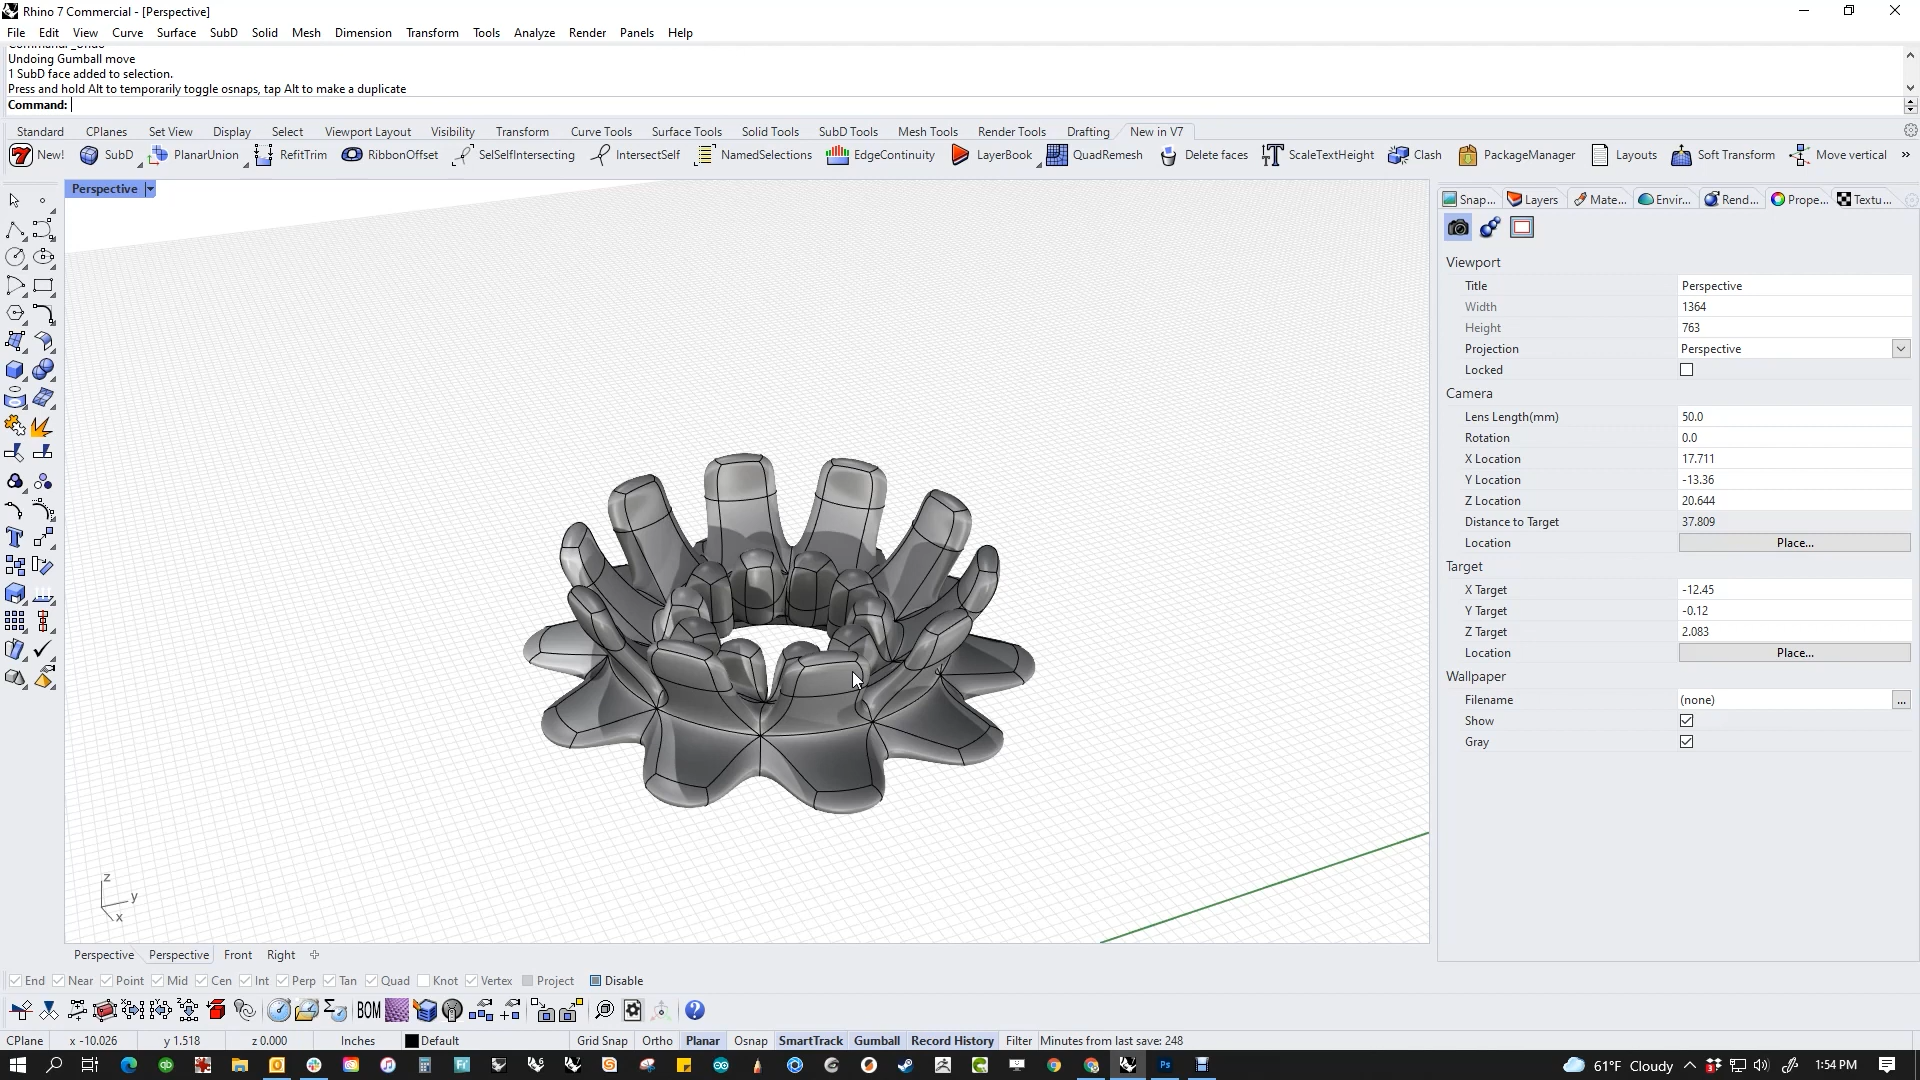 Rhino 7 Commercial - [Perspective]
File Edit View Curve Surface SubD Solid Mesh Dimension Transform Tools Analyze Render Panels Help
Undoing Gumball move
1 SubD face added to selection.
Press and hold Alt to temporarily toggle osnaps, tap Alt to make a duplicate
Command:
Standard CPlanes Set View Display Select Viewport Layout Visibility Transform Curve Tools Surface Tools Solid Tools SubD Tools Mesh Tools Render Tools Drafting New in V7
7 New! SubD PlanarUnion RefitTrim RibbonOffset SelSelfIntersecting IntersectSelf NamedSelections EdgeContinuity LayerBook QuadRemesh Delete faces ScaleTextHeight Clash PackageManager Layouts Soft Transform Move vertical »
Perspective
Snap... Layers Mate... Envir... Rend... Prope... Textu...
Viewport
Title Perspective
Width 1364
Height 763
Projection Perspective
Locked
Camera
Lens Length(mm) 50.0
Rotation 0.0
X Location 17.711
Y Location -13.36
Z Location 20.644
Distance to Target 37.809
Location Place...
Target
X Target -12.45
Y Target -0.12
Z Target 2.083
Location Place...
Wallpaper
Filename (none) ...
Show
Gray
z
y
x
Perspective Perspective Front Right
End Near Point Mid Cen Int Perp Tan Quad Knot Vertex Project Disable
BOM
CPlane x -10.026 y 1.518 z 0.000 Inches Default Grid Snap Ortho Planar Osnap SmartTrack Gumball Record History Filter Minutes from last save: 248
61°F Cloudy 1:54 PM